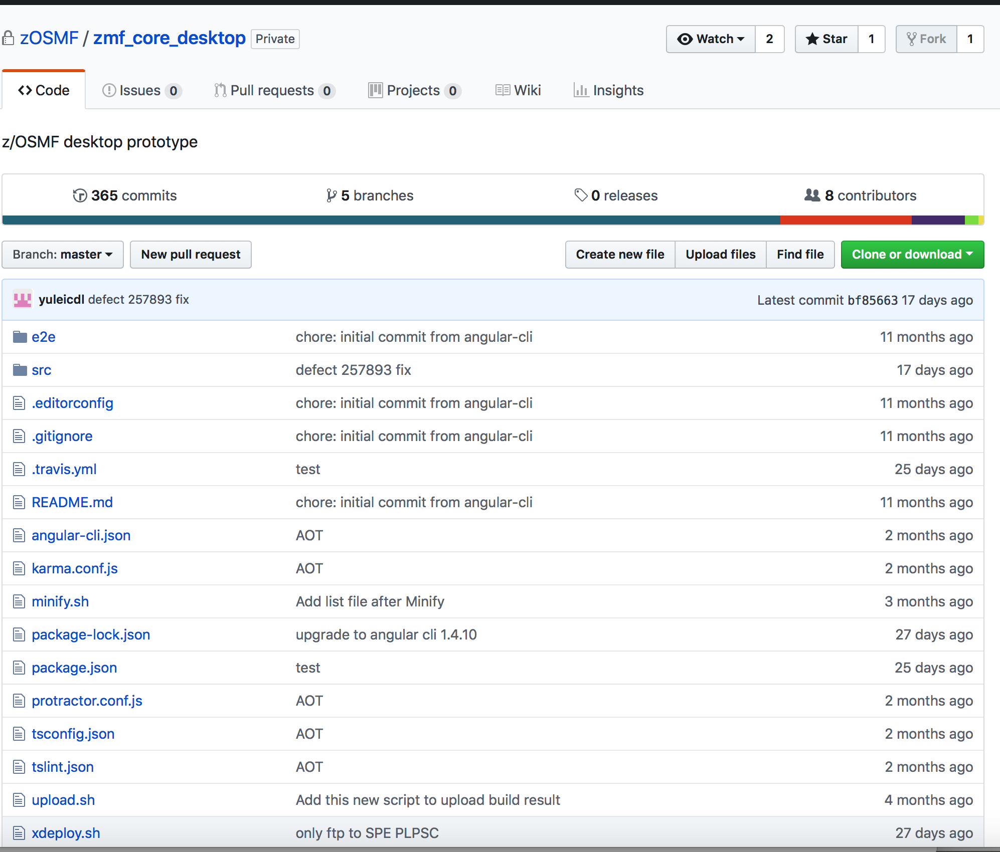 zOSMF / zmf_core_desktop Private Watch 2 Star 1 Fork 1
Code Issues 0 Pull requests 0 Projects 0 Wiki Insights
z/OSMF desktop prototype
365 commits 5 branches 0 releases 8 contributors
Branch: master New pull request Create new file Upload files Find file Clone or download
yuleicdl defect 257893 fix Latest commit bf85663 17 days ago
e2e chore: initial commit from angular-cli 11 months ago
src defect 257893 fix 17 days ago
.editorconfig chore: initial commit from angular-cli 11 months ago
.gitignore chore: initial commit from angular-cli 11 months ago
.travis.yml test 25 days ago
README.md chore: initial commit from angular-cli 11 months ago
angular-cli.json AOT 2 months ago
karma.conf.js AOT 2 months ago
minify.sh Add list file after Minify 3 months ago
package-lock.json upgrade to angular cli 1.4.10 27 days ago
package.json test 25 days ago
protractor.conf.js AOT 2 months ago
tsconfig.json AOT 2 months ago
tslint.json AOT 2 months ago
upload.sh Add this new script to upload build result 4 months ago
xdeploy.sh only ftp to SPE PLPSC 27 days ago